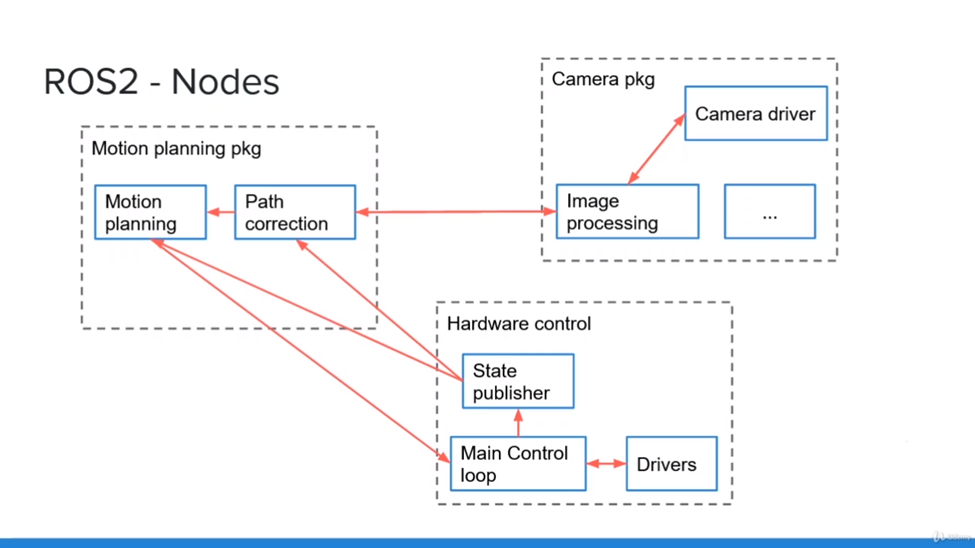 ROS2 - Nodes
Camera pkg
Camera driver
Image
processing
...
Motion planning pkg
Motion
planning
Path
correction
Hardware control
State
publisher
Main Control
loop
Drivers